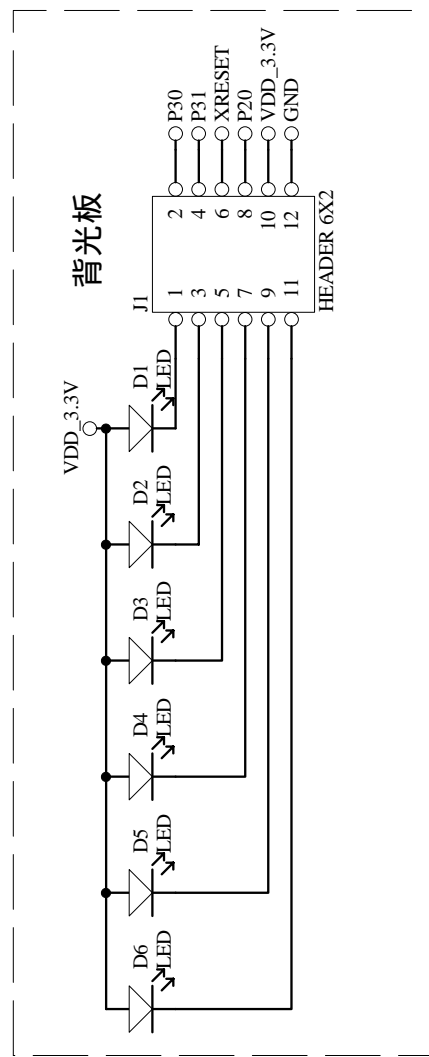 背光板
P30
P31
XRESET
P20
VDD_3.3V
GND
2
4
6
8
10
12
J1
1
3
5
7
9
11
HEADER 6X2
VDD_3.3V
D1
LED
D2
LED
D3
LED
D4
LED
D5
LED
D6
LED